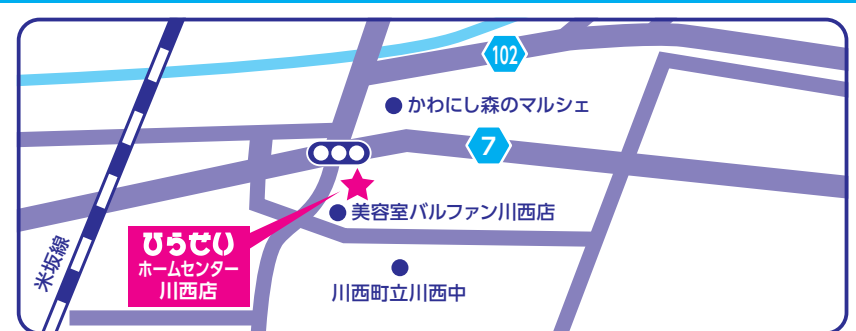 102
かわにし森のマルシェ
7
美容室バルファン川西店
ひらせい
ホームセンター
川西店
米坂線
川西町立川西中